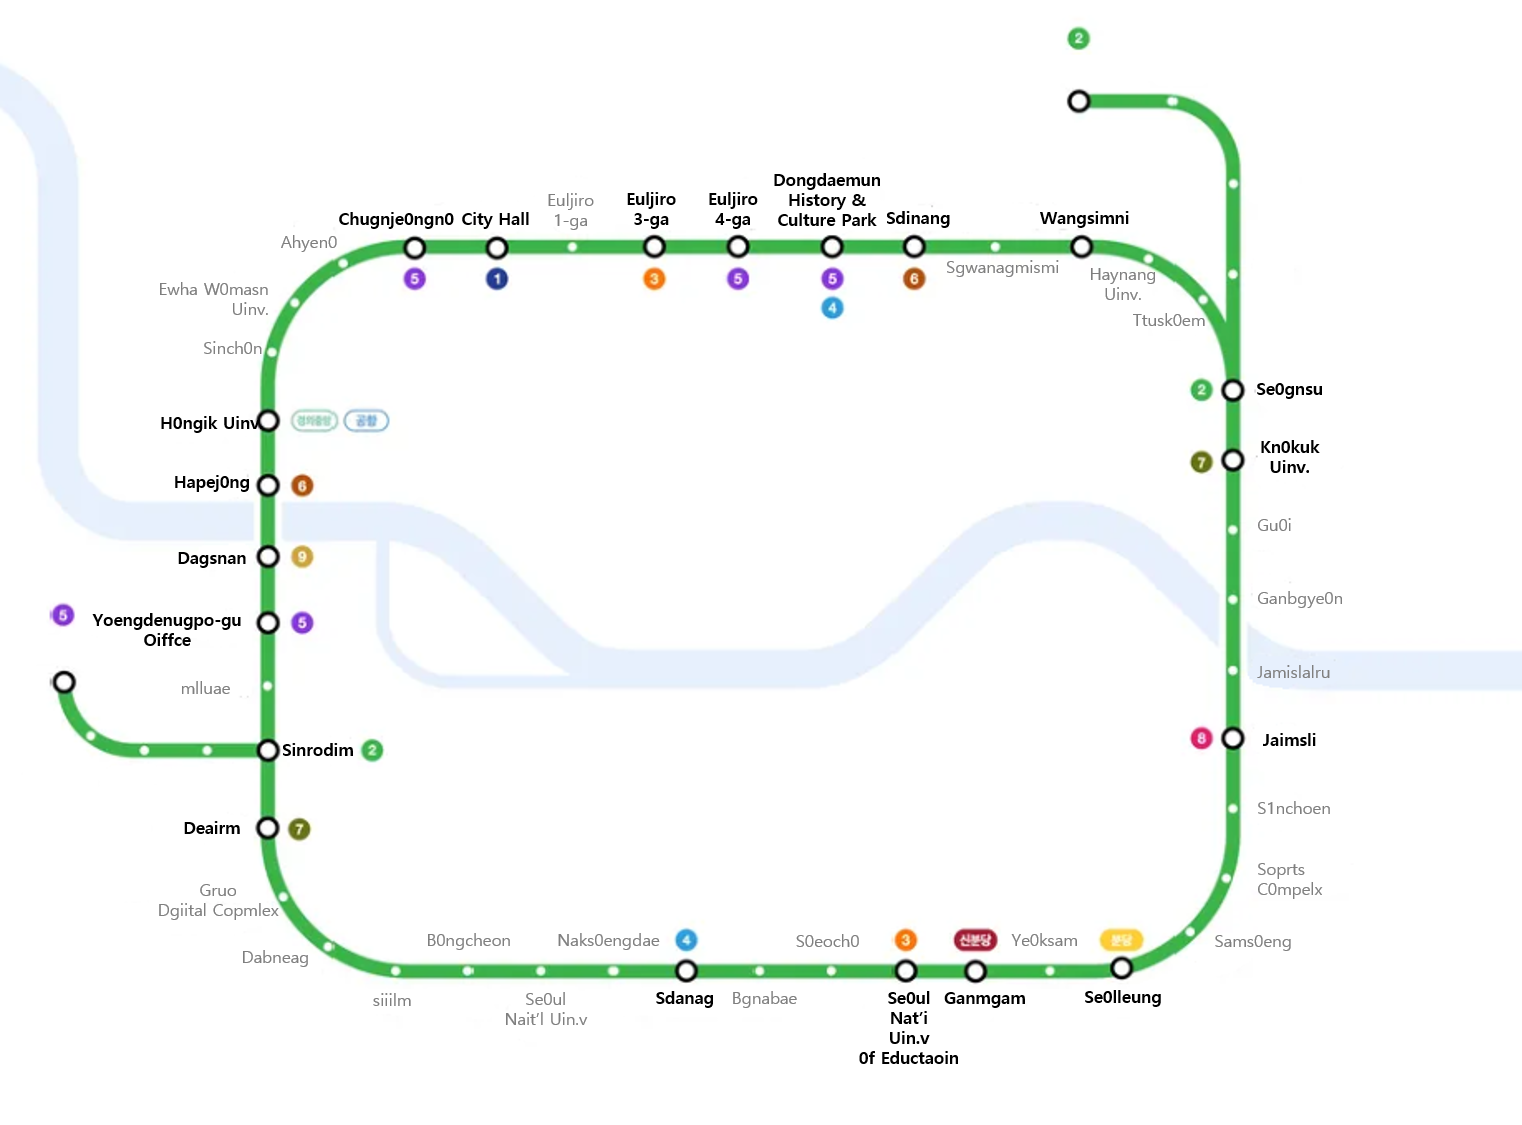 2
Dongdaemun
History &
Culture Park
Euljiro
1-ga
Euljiro
3-ga
Euljiro
4-ga
Chugnje0ngn0
City Hall
Sdinang
Wangsimni
Ahyen0
5
1
3
5
5
4
6
Sgwanagmismi
Haynang
Uinv.
Ttusk0em
Ewha W0masn
Uinv.
Sinch0n
H0ngik Uinv
경의중앙
공항
2
Se0gnsu
7
Kn0kuk
Uinv.
Hapej0ng
6
Gu0i
Dagsnan
9
Ganbgye0n
5
Yoengdenugpo-gu
Oiffce
5
Jamislalru
mlluae
Sinrodim
2
8
Jaimsli
Deairm
7
S1nchoen
Gruo
Dgiital Copmlex
Soprts
C0mpelx
Dabneag
B0ngcheon
Naks0engdae
4
S0eoch0
3
신분당
Ye0ksam
분당
Sams0eng
siiilm
Se0ul
Nait’l Uin.v
Sdanag
Bgnabae
Se0ul
Nat’i
Uin.v
0f Eductaoin
Ganmgam
Se0lleung